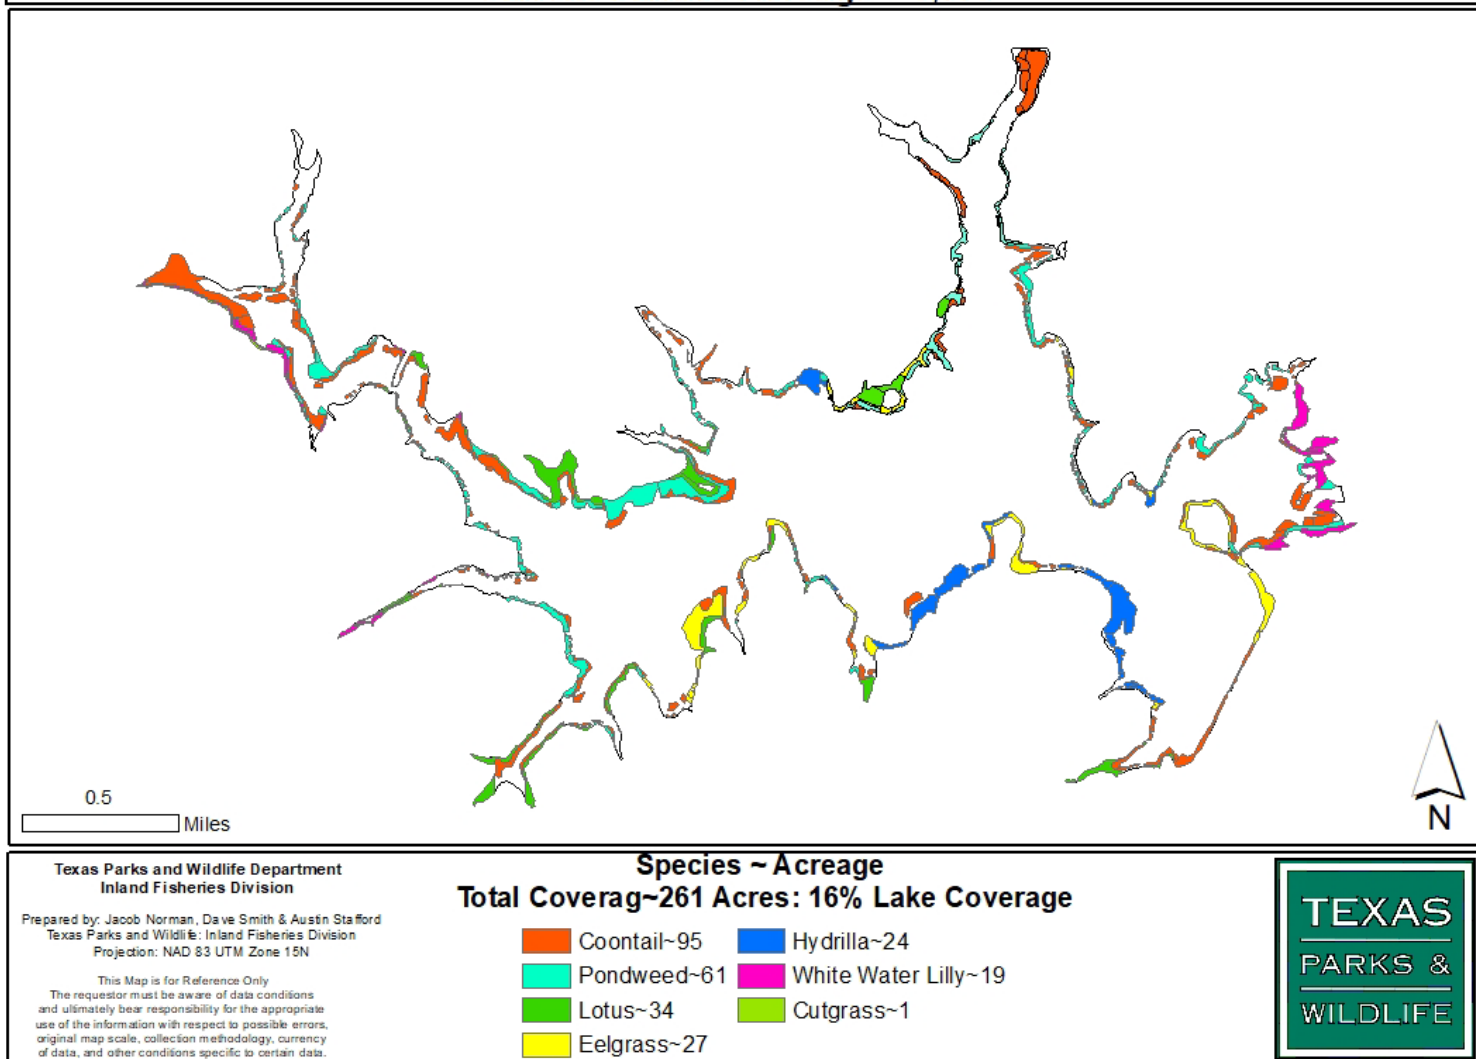 0.5
Miles
N
Texas Parks and Wildlife Department
Inland Fisheries Division
Prepared by: Jacob Norman, Dave Smith & Austin Stafford
Texas Parks and Wildlife: Inland Fisheries Division
Projection: NAD 83 UTM Zone 15N
This Map is for Reference Only
The requestor must be aware of data conditions
and ultimately bear responsibility for the appropriate
use of the information with respect to possible errors,
original map scale, collection methodology, currency
of data, and other conditions specific to certain data.
Species ~ Acreage
Total Coverag~261 Acres: 16% Lake Coverage
Coontail~95
Hydrilla~24
Pondweed~61
White Water Lilly~19
Lotus~34
Cutgrass~1
Eelgrass~27
TEXAS
PARKS &
WILDLIFE